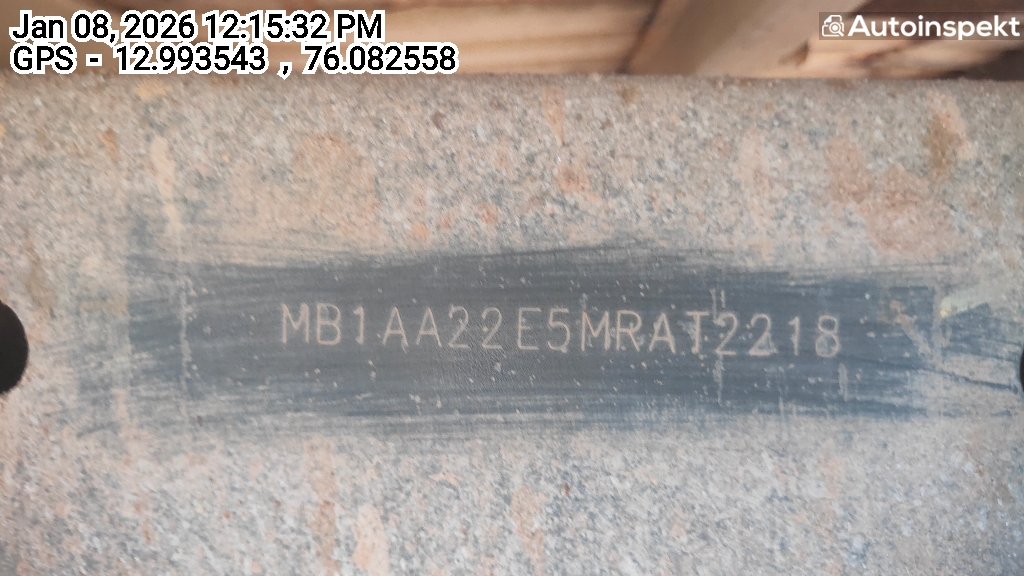 Jan 08, 2026 12:15:32 PM
GPS - 12.993543 , 76.082558
Autoinspekt
MB1AA22E5MRAT2218